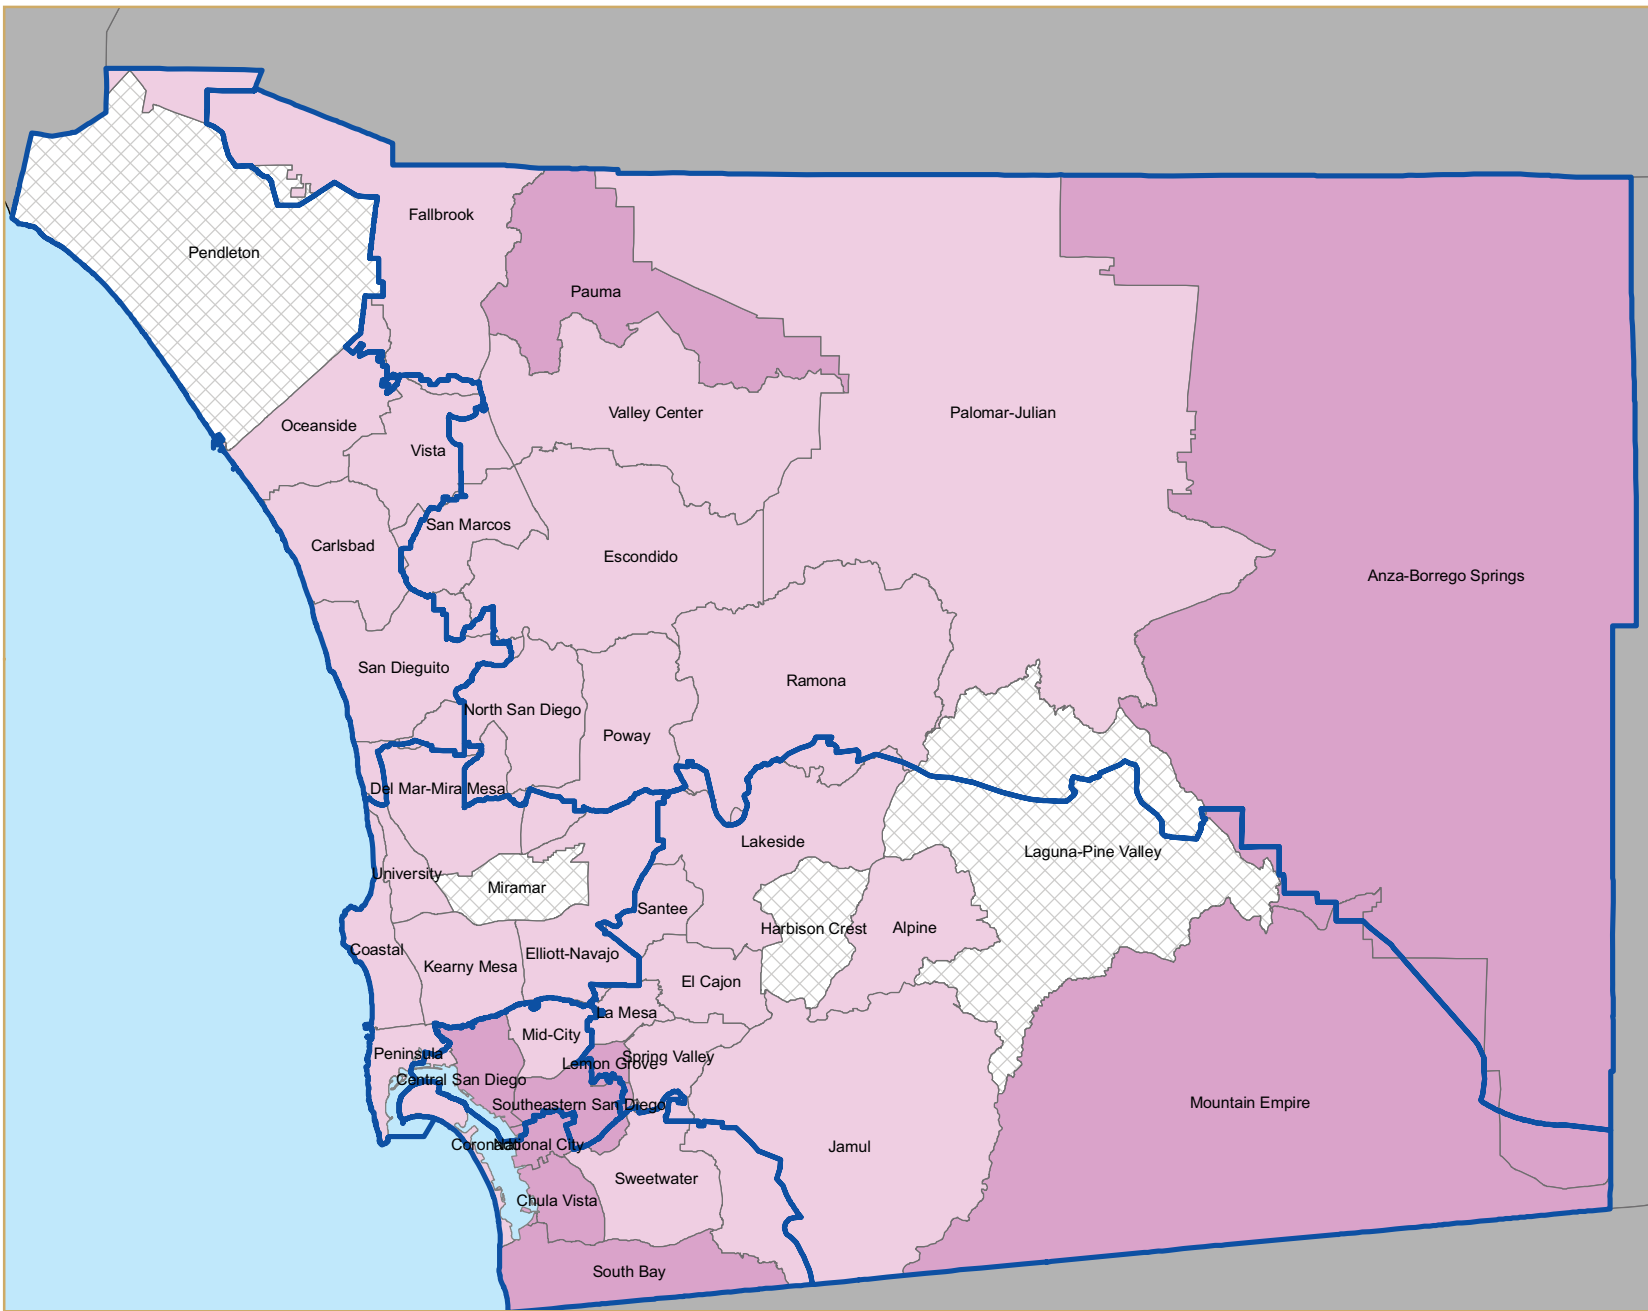 Fallbrook
Pendleton
Pauma
Valley Center
Palomar-Julian
Oceanside
Vista
San Marcos
Carlsbad
Escondido
Anza-Borrego Springs
San Dieguito
Ramona
North San Diego
Poway
Del Mar-Mira Mesa
Lakeside
Laguna-Pine Valley
University
Miramar
Santee
Harbison Crest
Alpine
Coastal
Elliott-Navajo
Kearny Mesa
El Cajon
La Mesa
Mid-City
Peninsula
Spring Valley
Lemon Grove
Central San Diego
Southeastern San Diego
Mountain Empire
Coronado
National City
Jamul
Sweetwater
Chula Vista
South Bay